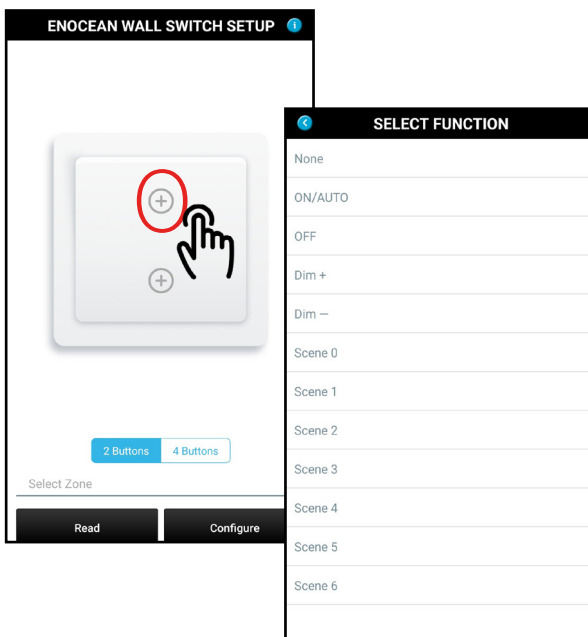 ENOCEAN WALL SWITCH SETUP
2 Buttons
4 Buttons
Select Zone
Read
Configure
SELECT FUNCTION
None
ON/AUTO
OFF
Dim +
Dim —
Scene 0
Scene 1
Scene 2
Scene 3
Scene 4
Scene 5
Scene 6